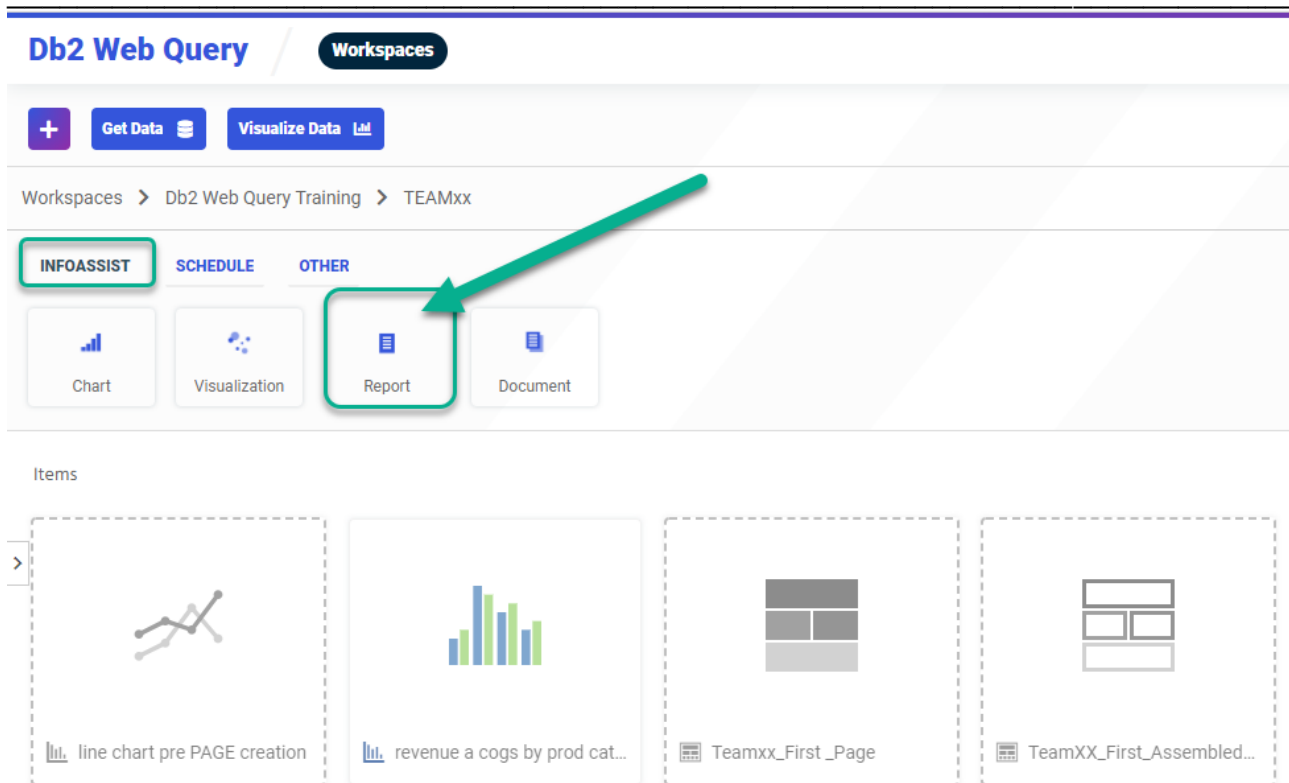 Db2 Web Query
Workspaces
+ Get Data
Visualize Data
Workspaces > Db2 Web Query Training > TEAMxx
INFOASSIST SCHEDULE OTHER
Chart Visualization Report Document
Items
>
line chart pre PAGE creation
revenue a cogs by prod cat...
Teamxx_First _Page
TeamXX_First_Assembled...